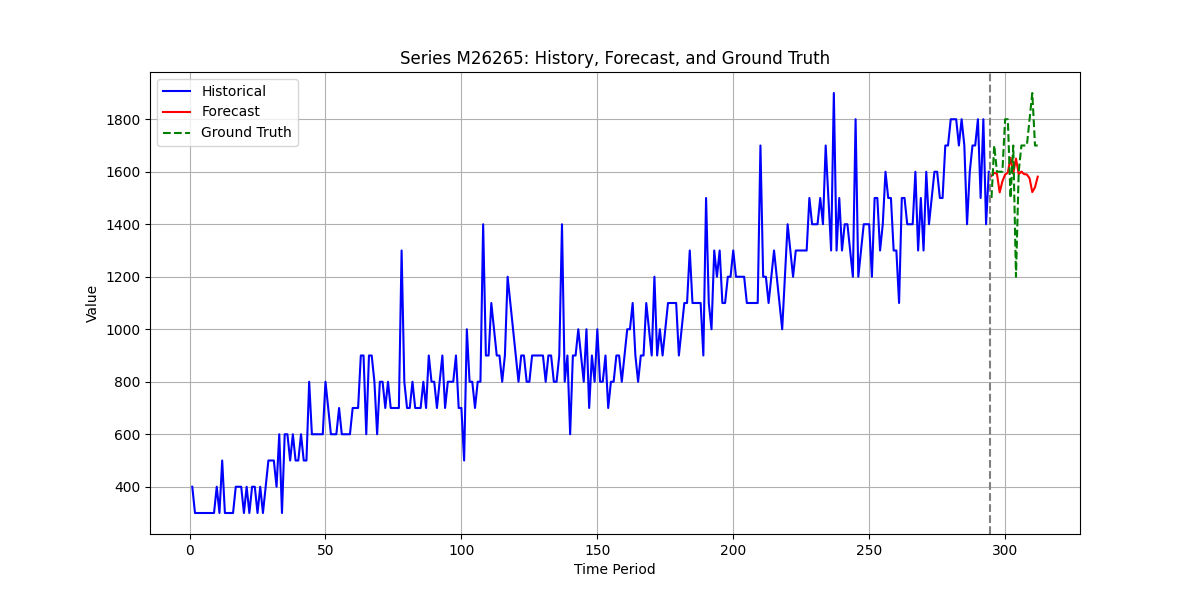 Series M26265: History, Forecast, and Ground Truth
Historical
Forecast
Ground Truth
1800
1600
1400
1200
1000
800
600
400
Value
0 50 100 150 200 250 300
Time Period